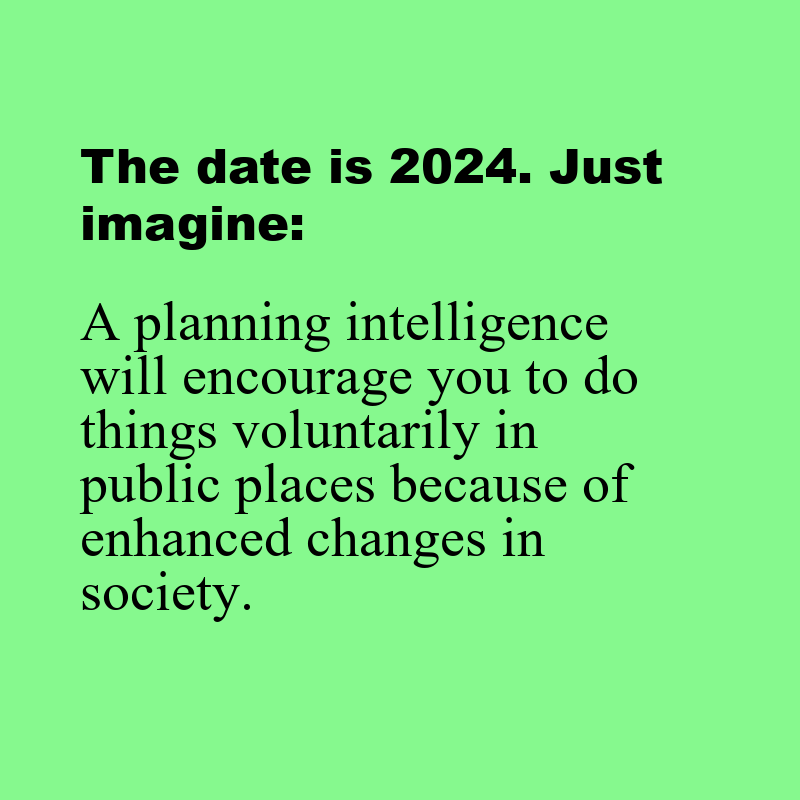 The date is 2024. Just
imagine:
A planning intelligence
will encourage you to do
things voluntarily in
public places because of
enhanced changes in
society.